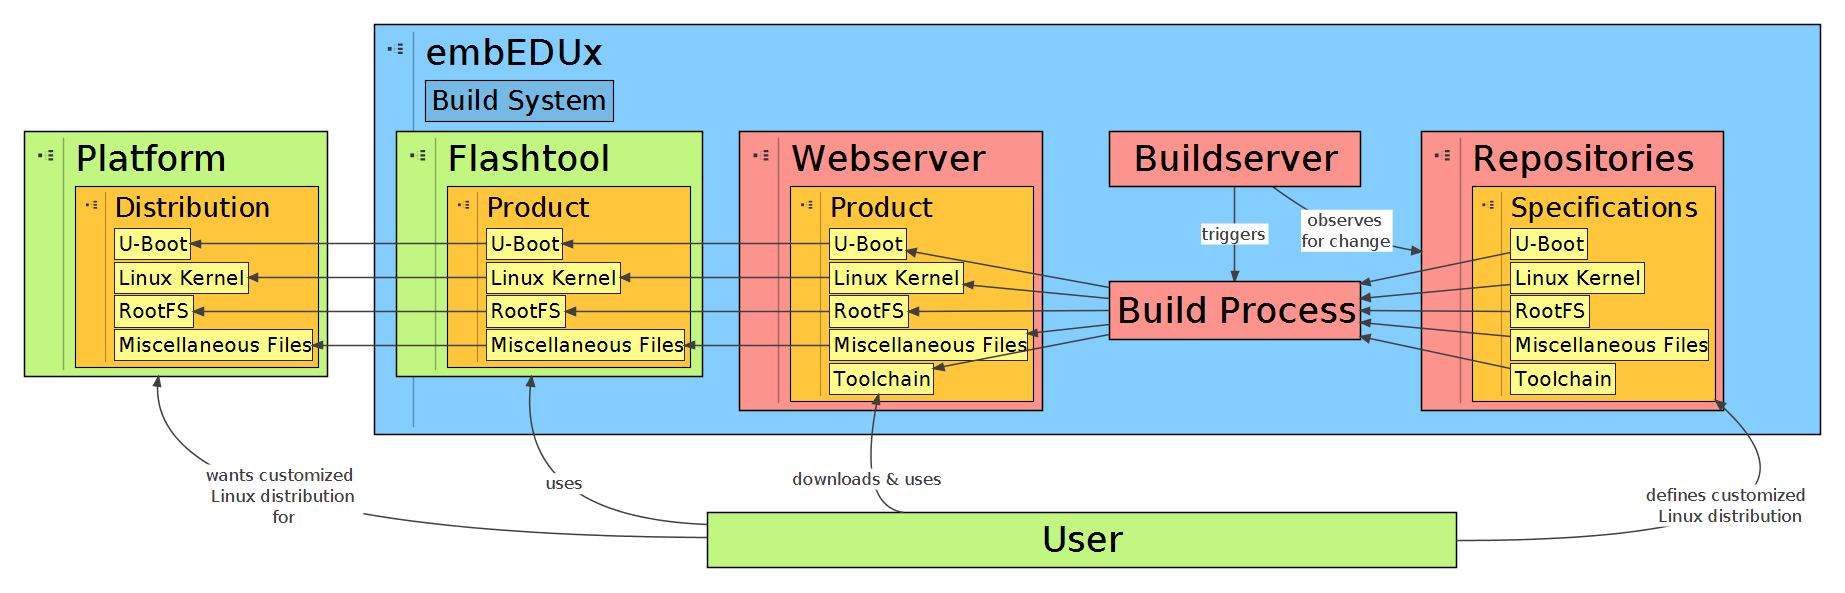 embEDUx
Build System
Platform
Distribution
U-Boot
Linux Kernel
RootFS
Miscellaneous Files
Flashtool
Product
U-Boot
Linux Kernel
RootFS
Miscellaneous Files
Webserver
Product
U-Boot
Linux Kernel
RootFS
Miscellaneous Files
Toolchain
Buildserver
triggers
observes
for change
Build Process
Repositories
Specifications
U-Boot
Linux Kernel
RootFS
Miscellaneous Files
Toolchain
wants customized
Linux distribution
for
uses
downloads & uses
defines customized
Linux distribution
User